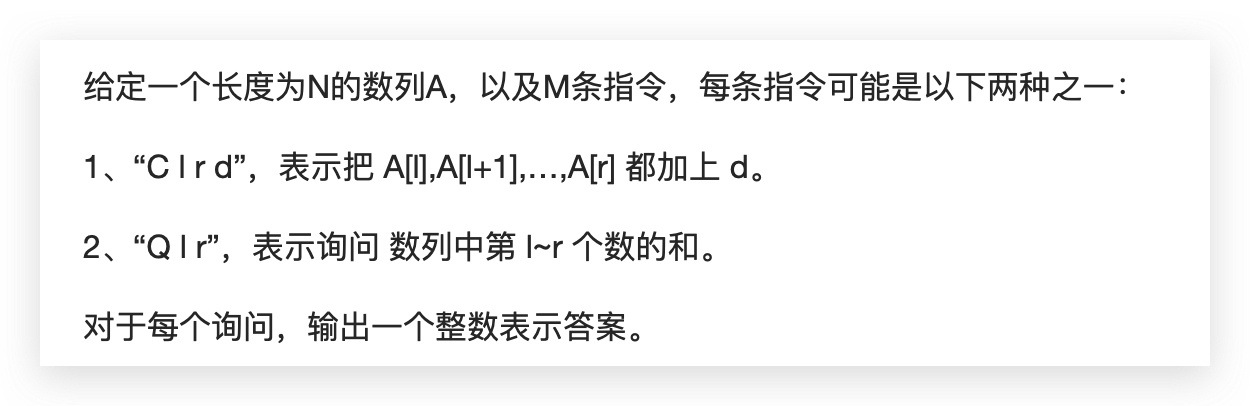 给定一个长度为N的数列A，以及M条指令，每条指令可能是以下两种之一：
1、“C l r d”，表示把 A[l],A[l+1],…,A[r] 都加上 d。
2、“Q l r”，表示询问 数列中第 l~r 个数的和。
对于每个询问，输出一个整数表示答案。